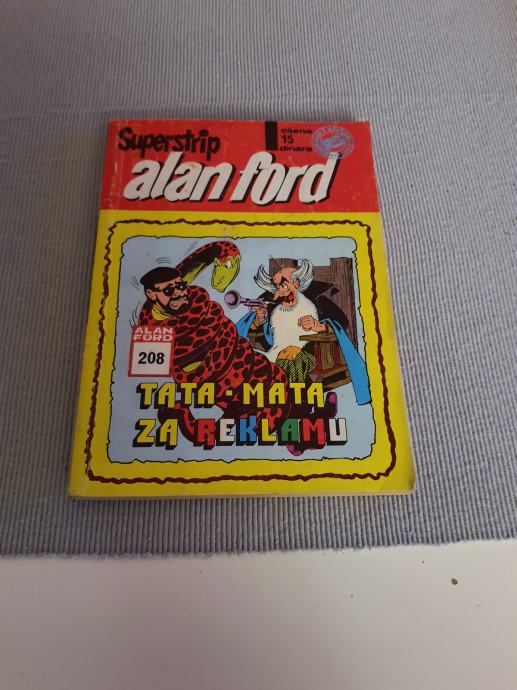 Superstrip
cijena
15
dinara
alan ford
ALAN
FORD
208
TATA-MATA
ZA REKLAMU